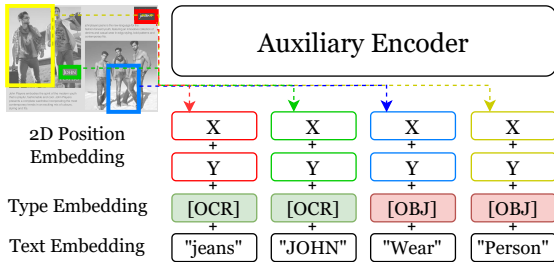 Auxiliary Encoder
2D Position
Embedding
X X X X
+ + + +
Y Y Y Y
+ + + +
Type Embedding [OCR] [OCR] [OBJ] [OBJ]
+ + + +
Text Embedding "jeans" "JOHN" "Wear" "Person"